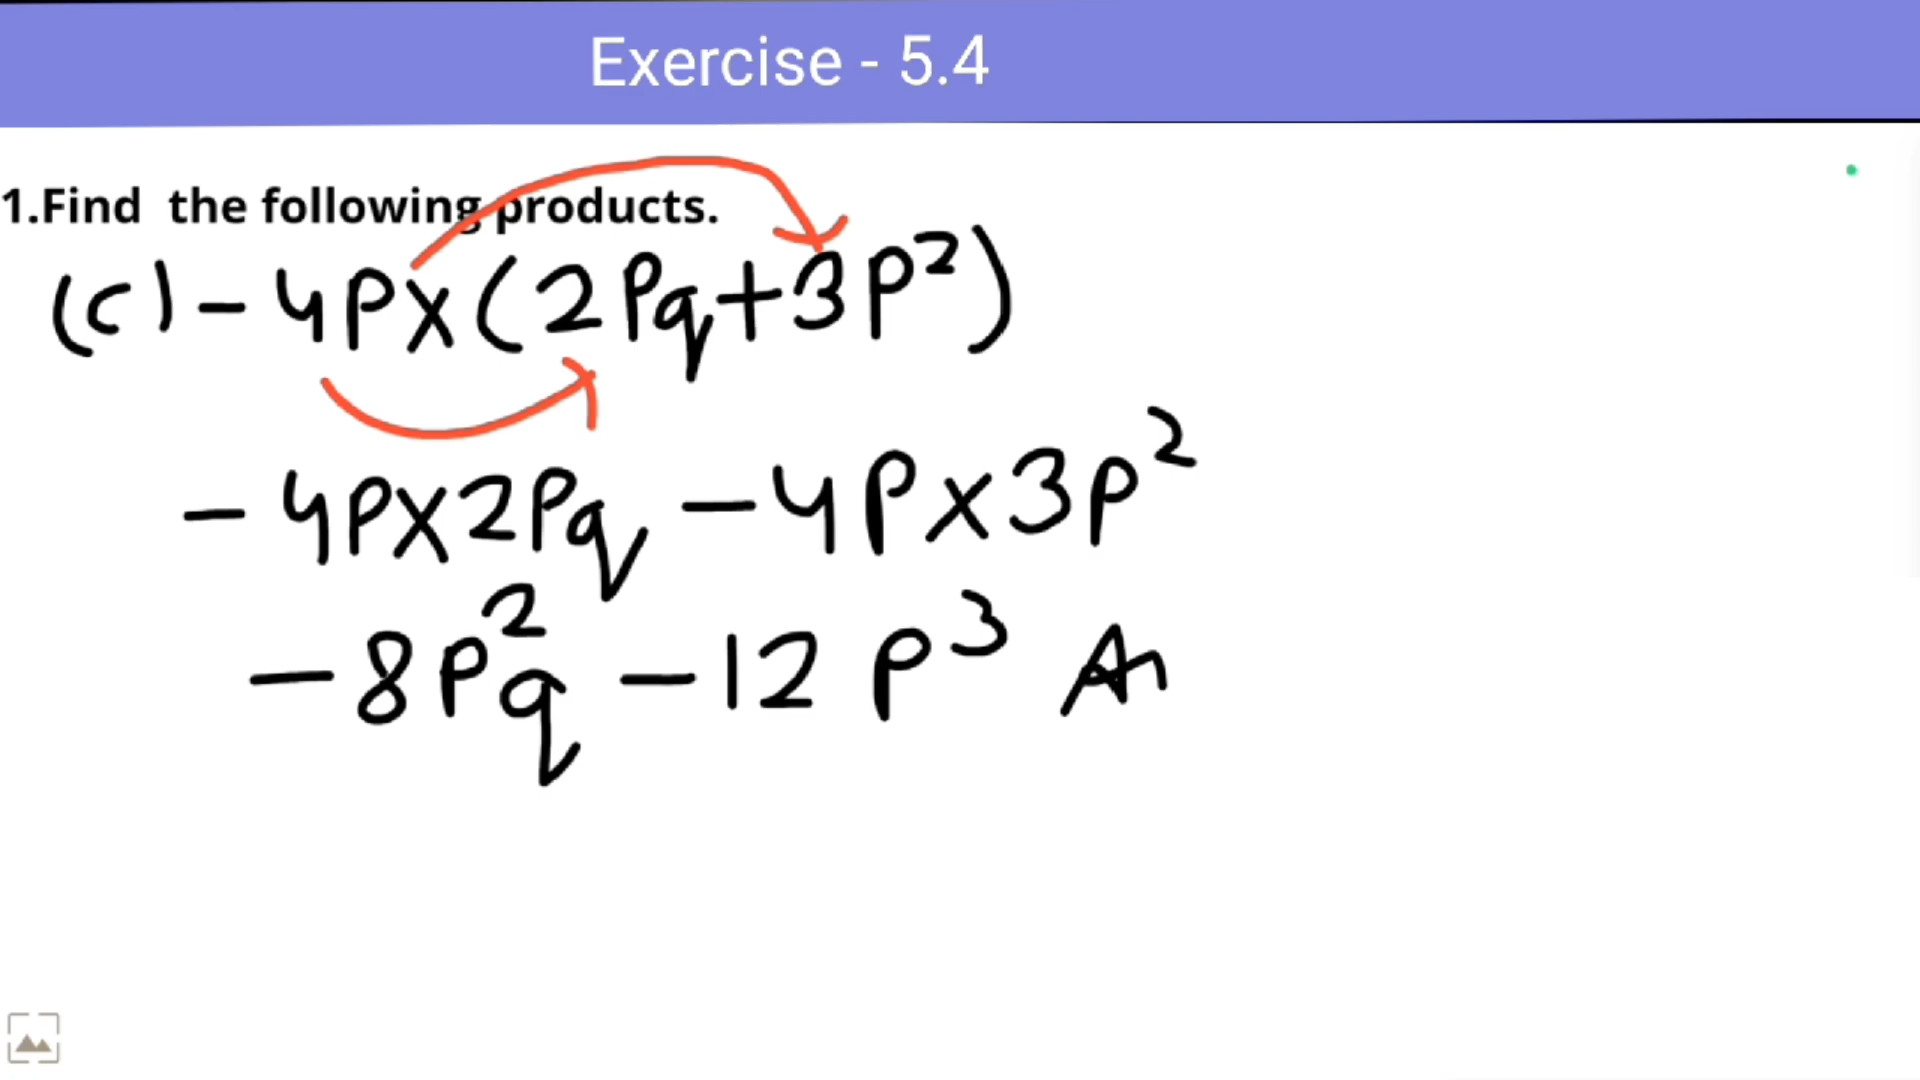 Exercise - 5.4
1.Find the following products.
(c) - 4p × (2pq + 3p²)
- 4p × 2pq - 4p × 3p²
- 8p²q - 12p³ An